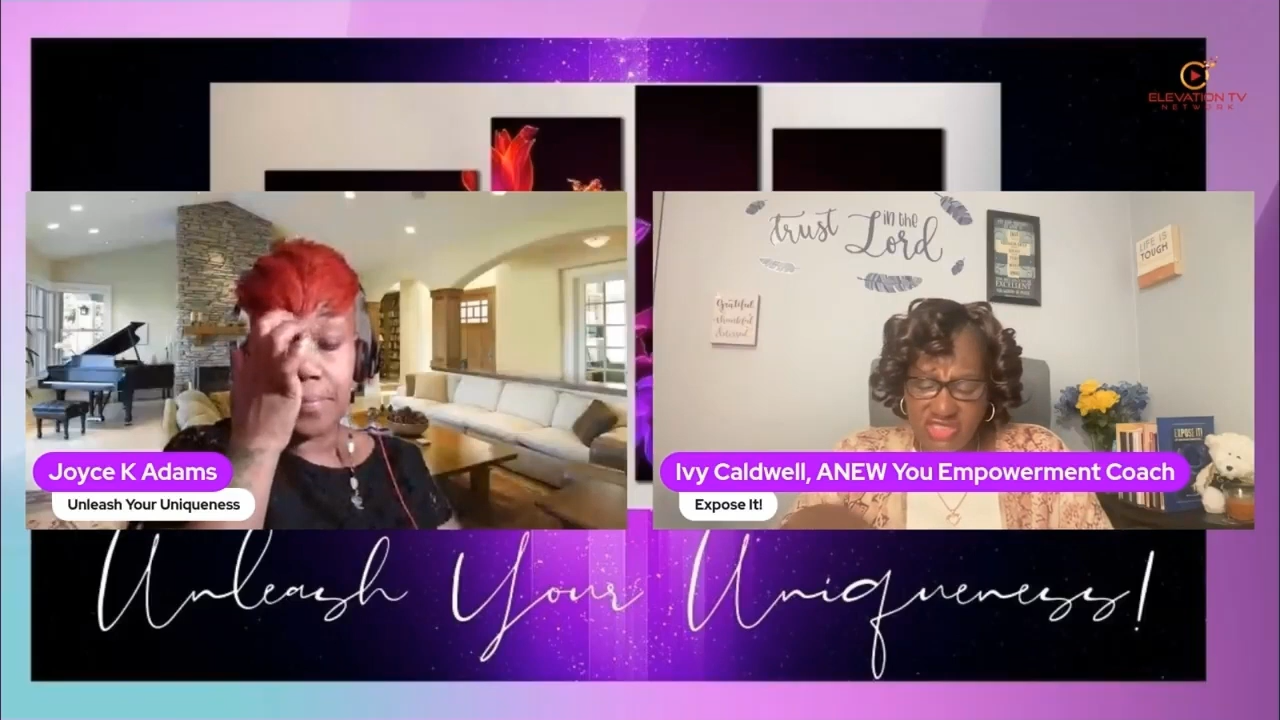 ELEVATION TV
NETWORK
trust in the Lord
LIFE IS
TOUGH
Grateful
thankful
blessed
EXCELLENT
EXPOSE IT!
Joyce K Adams
Unleash Your Uniqueness
Ivy Caldwell, ANEW You Empowerment Coach
Expose It!
Unleash Your Uniqueness!